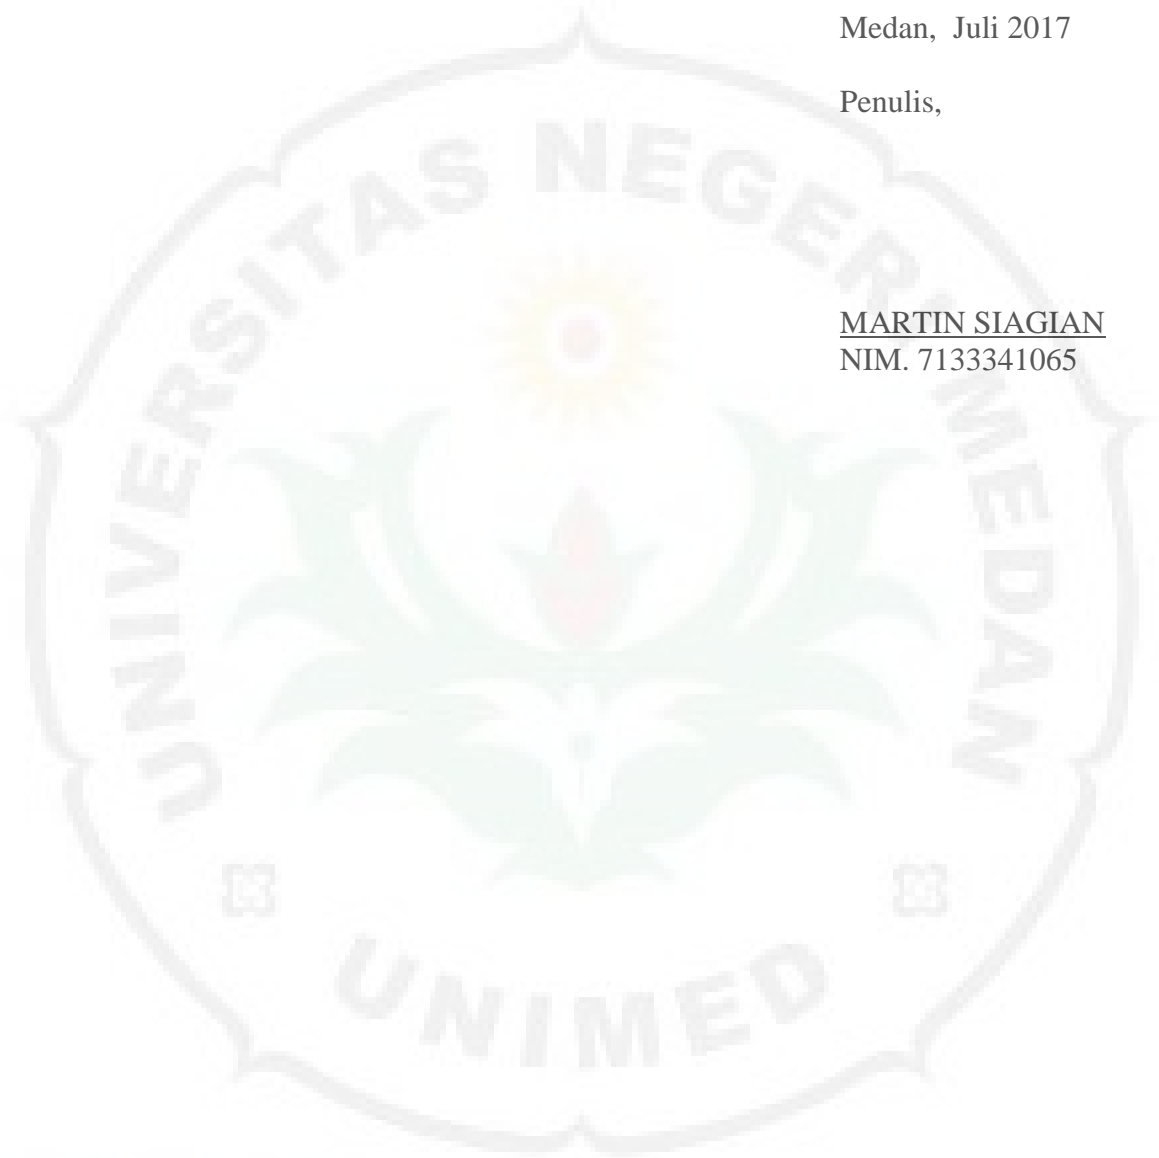 Medan,  Juli 2017
Penulis,
MARTIN SIAGIAN
NIM. 7133341065
UNIVERSITAS NEGERI MEDAN
UNIMED